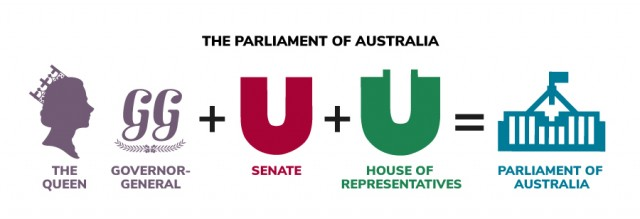 THE PARLIAMENT OF AUSTRALIA
GG
+
+
=
THE
QUEEN
GOVERNOR-
GENERAL
SENATE
HOUSE OF
REPRESENTATIVES
PARLIAMENT OF
AUSTRALIA